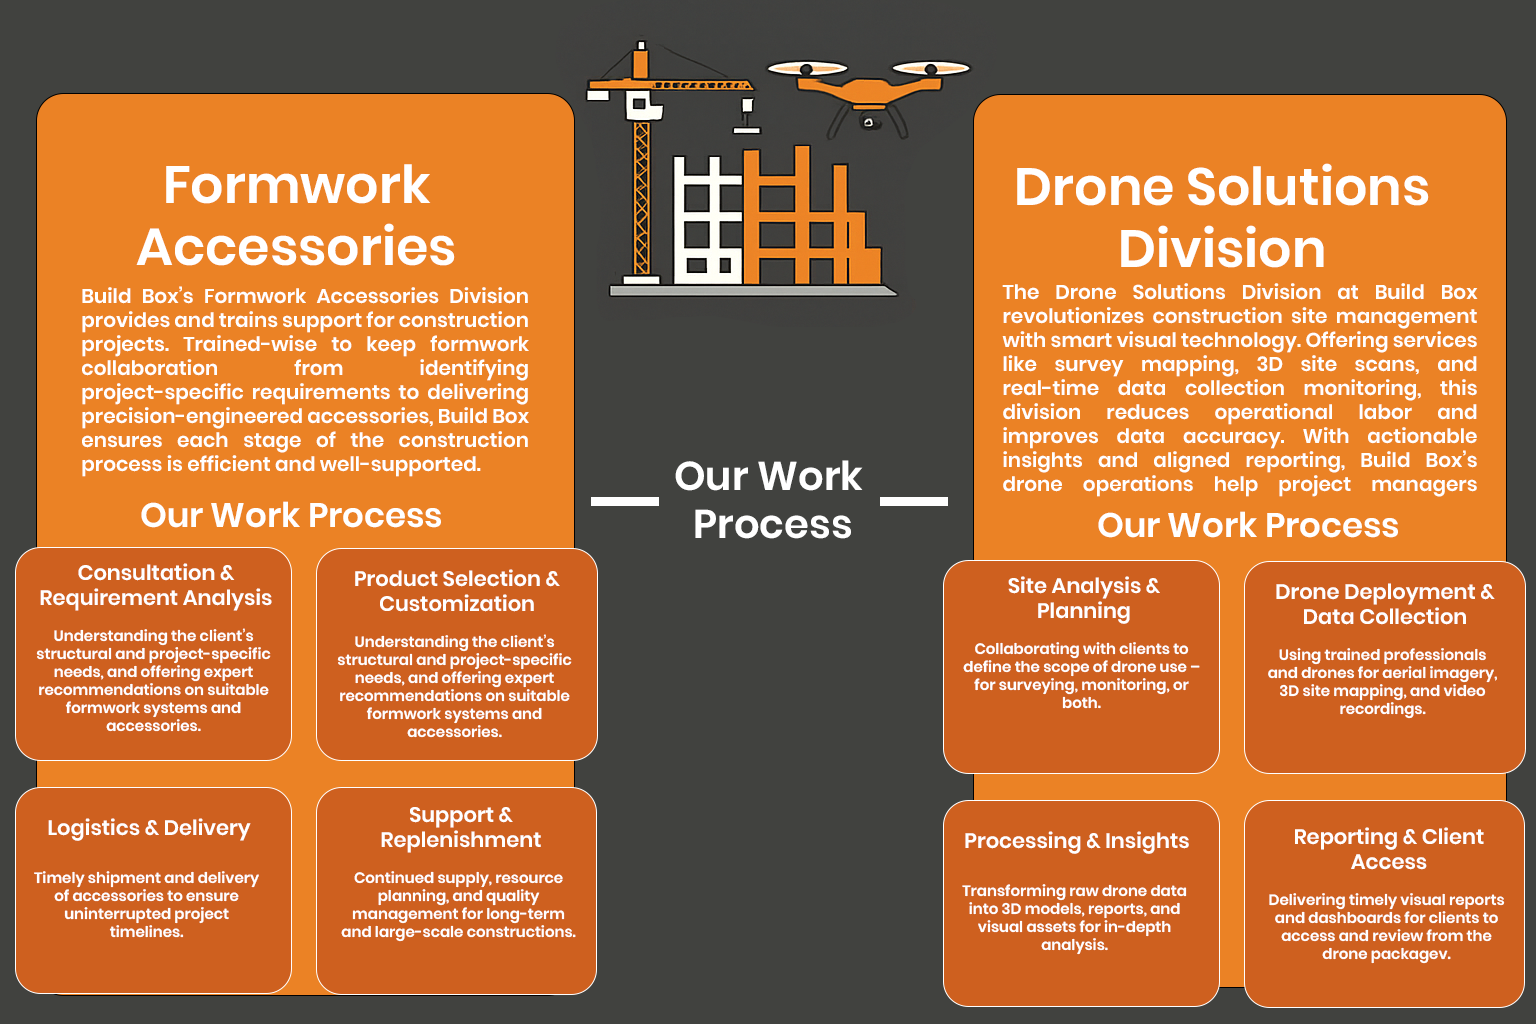 Formwork
Accessories
Build Box’s Formwork Accessories Division
provides and trains support for construction
projects. Trained-wise to keep formwork
collaboration from identifying
project-specific requirements to delivering
precision-engineered accessories, Build Box
ensures each stage of the construction
process is efficient and well-supported.
Our Work Process
Consultation &
Requirement Analysis
Understanding the client’s
structural and project-specific
needs, and offering expert
recommendations on suitable
formwork systems and
accessories.
Product Selection &
Customization
Understanding the client’s
structural and project-specific
needs, and offering expert
recommendations on suitable
formwork systems and
accessories.
Logistics & Delivery
Timely shipment and delivery
of accessories to ensure
uninterrupted project
timelines.
Support &
Replenishment
Continued supply, resource
planning, and quality
management for long-term
and large-scale constructions.
Our Work
Process
Drone Solutions
Division
The Drone Solutions Division at Build Box
revolutionizes construction site management
with smart visual technology. Offering services
like survey mapping, 3D site scans, and
real-time data collection monitoring, this
division reduces operational labor and
improves data accuracy. With actionable
insights and aligned reporting, Build Box’s
drone operations help project managers
Our Work Process
Site Analysis &
Planning
Collaborating with clients to
define the scope of drone use –
for surveying, monitoring, or
both.
Drone Deployment &
Data Collection
Using trained professionals
and drones for aerial imagery,
3D site mapping, and video
recordings.
Processing & Insights
Transforming raw drone data
into 3D models, reports, and
visual assets for in-depth
analysis.
Reporting & Client
Access
Delivering timely visual reports
and dashboards for clients to
access and review from the
drone packagev.